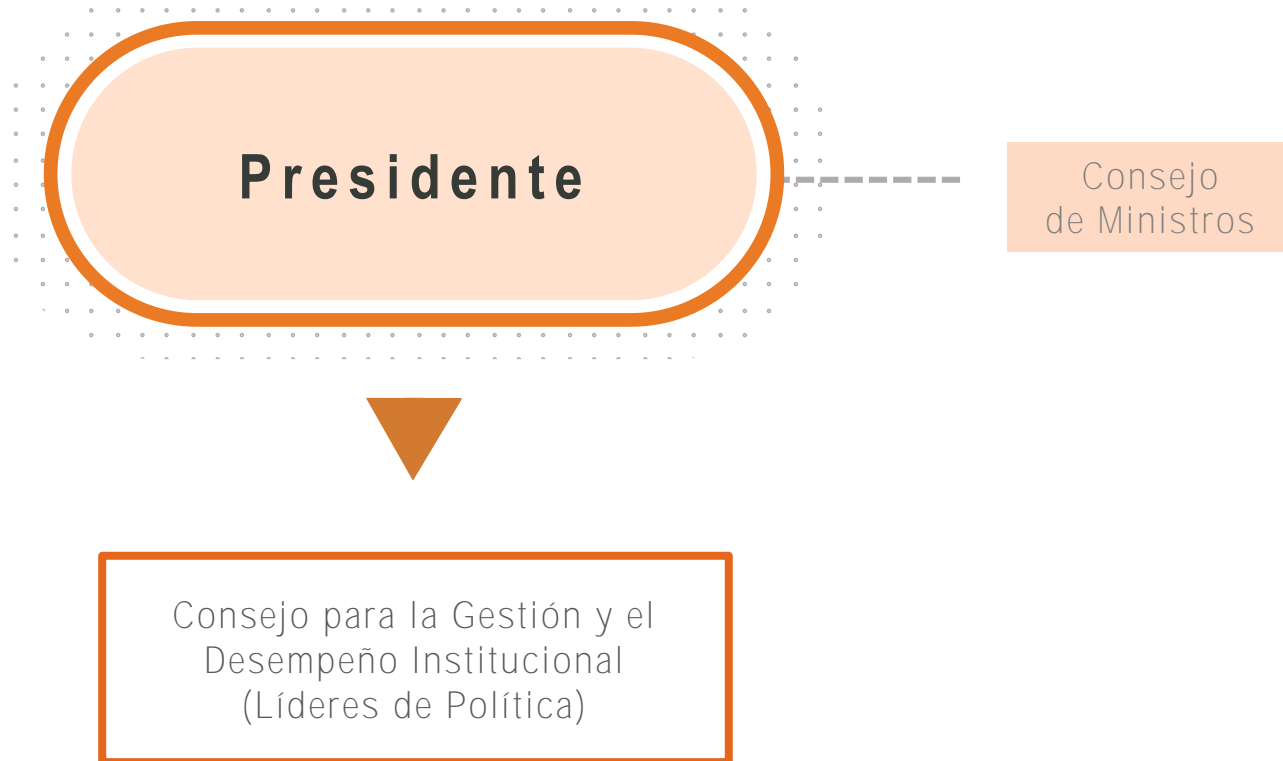 Presidente
Consejo
de Ministros
Consejo para la Gestión y el
Desempeño Institucional
(Líderes de Política)